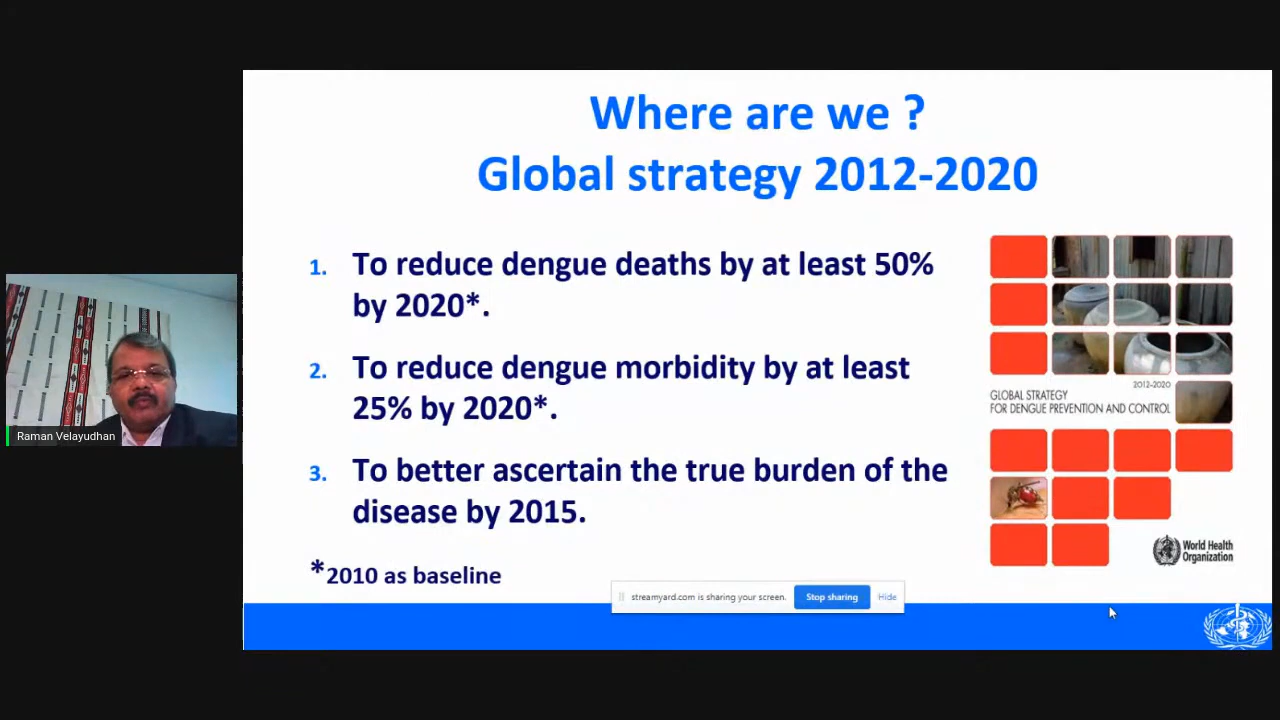 Where are we ?
Global strategy 2012-2020
1. To reduce dengue deaths by at least 50%
by 2020*.
2. To reduce dengue morbidity by at least
25% by 2020*.
3. To better ascertain the true burden of the
disease by 2015.
*2010 as baseline
2012-2020
GLOBAL STRATEGY
FOR DENGUE PREVENTION AND CONTROL
World Health
Organization
Raman Velayudhan
streamyard.com is sharing your screen. Stop sharing Hide